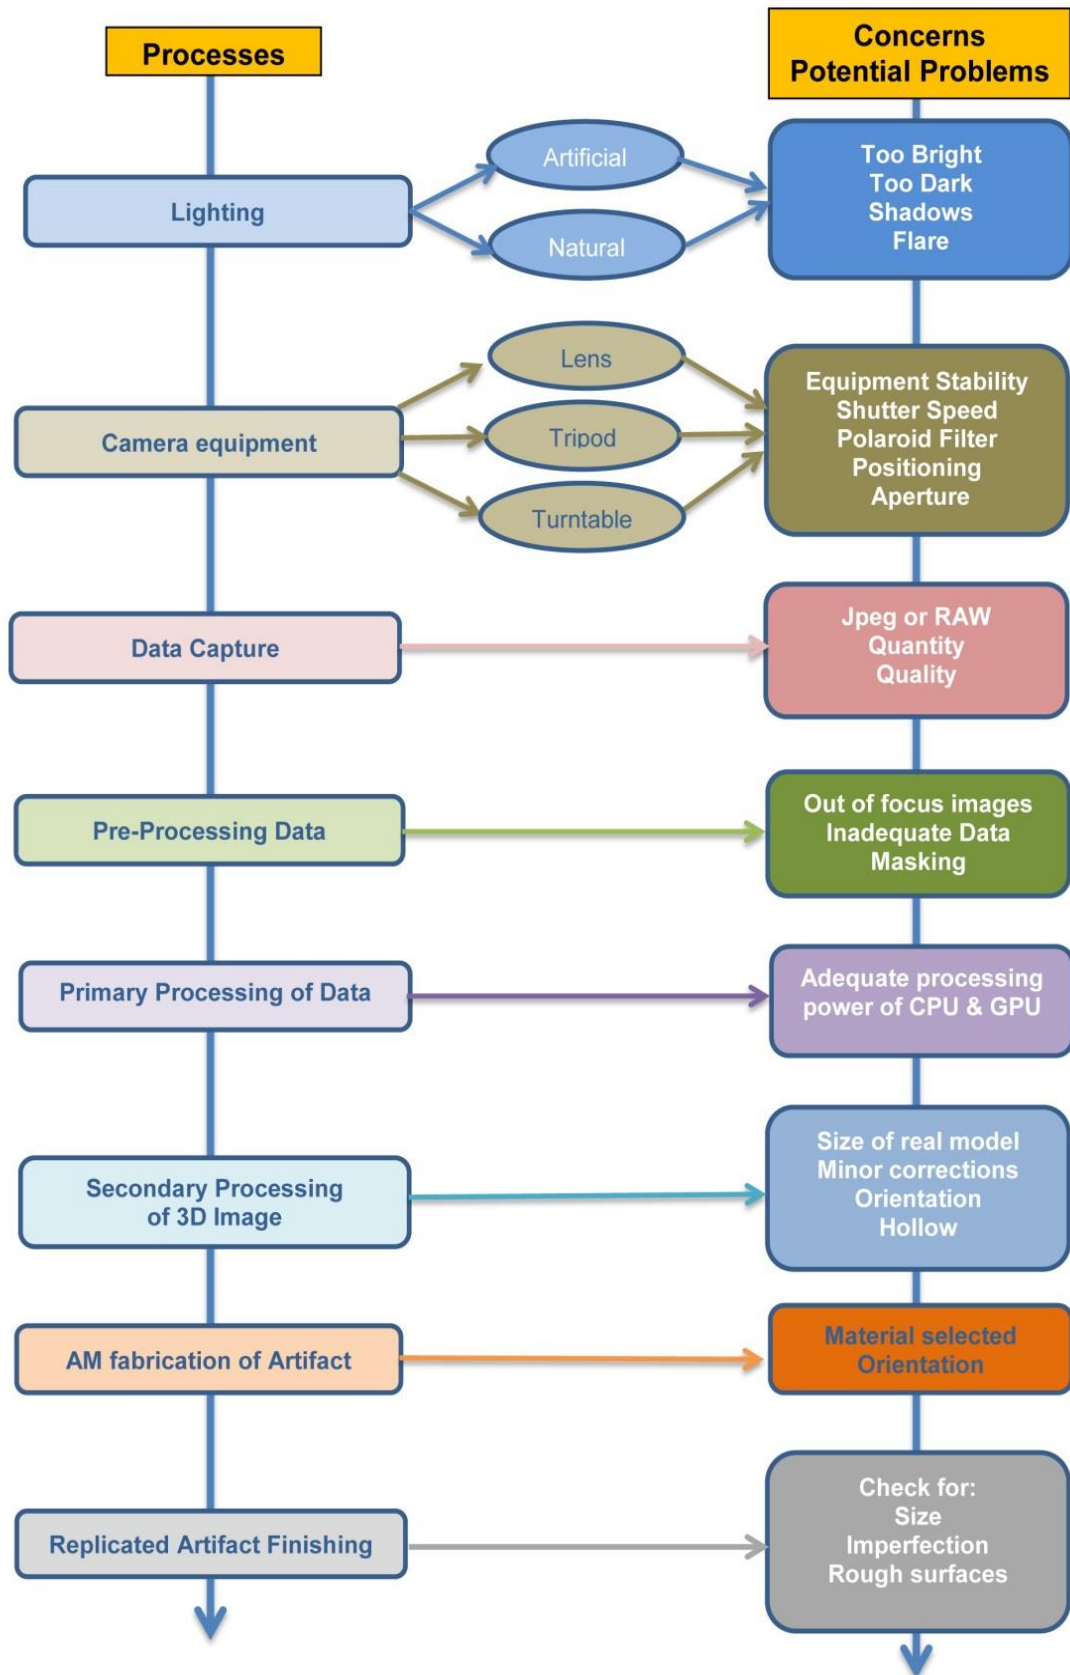 Processes
Concerns
Potential Problems
Lighting
Artificial
Natural
Too Bright
Too Dark
Shadows
Flare
Camera equipment
Lens
Tripod
Turntable
Equipment Stability
Shutter Speed
Polaroid Filter
Positioning
Aperture
Data Capture
Jpeg or RAW
Quantity
Quality
Pre-Processing Data
Out of focus images
Inadequate Data
Masking
Primary Processing of Data
Adequate processing
power of CPU & GPU
Secondary Processing
of 3D Image
Size of real model
Minor corrections
Orientation
Hollow
AM fabrication of Artifact
Material selected
Orientation
Replicated Artifact Finishing
Check for:
Size
Imperfection
Rough surfaces